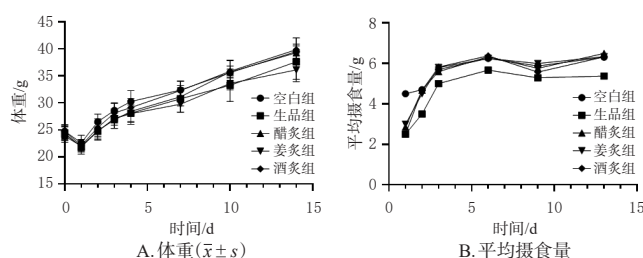 45
40
35
30
25
20
15
体重/g
空白组
生品组
醋炙组
姜炙组
酒炙组
0 5 10 15
时间/d
A.体重(x̄±s)
8
6
4
2
0
平均摄食量/g
空白组
生品组
醋炙组
姜炙组
酒炙组
0 5 10 15
时间/d
B.平均摄食量